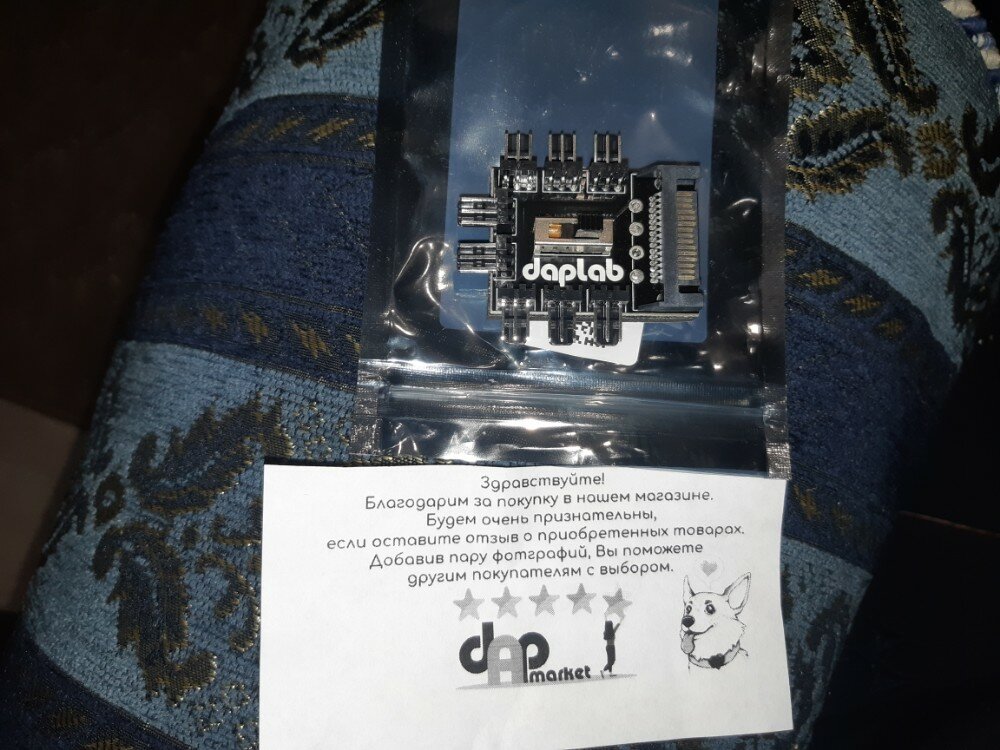 daplab
Здравствуйте!
Благодарим за покупку в нашем магазине.
Будем очень признательны,
если оставите отзыв о приобретенных товарах.
Добавив пару фотграфий, Вы поможете
другим покупателям с выбором.
dAp
market